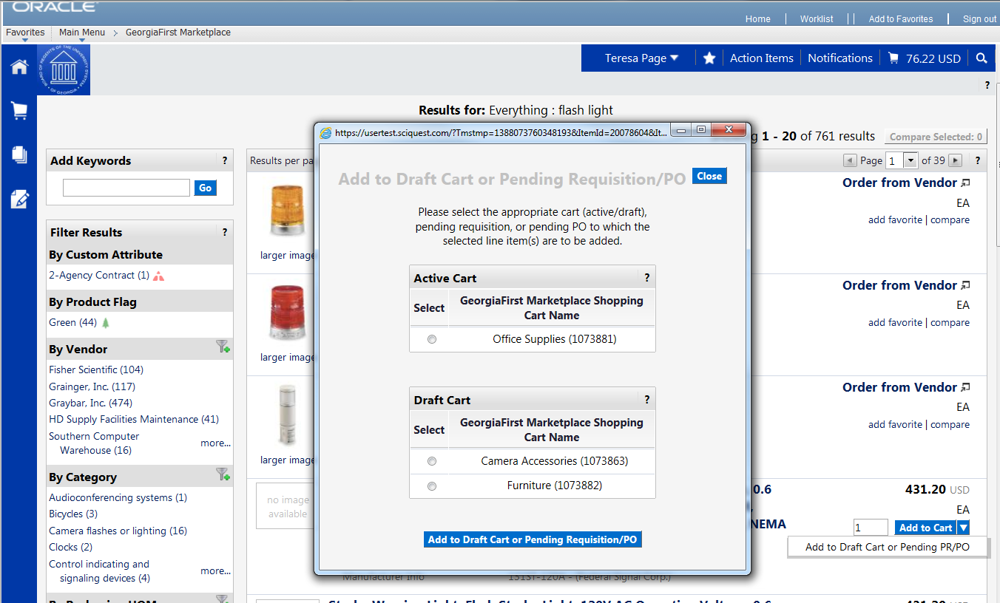 ORACLE
Home Worklist Add to Favorites Sign out
Favorites Main Menu > GeorgiaFirst Marketplace
BOARD OF REGENTS OF THE UNIVERSITY SYSTEM OF GEORGIA
Teresa Page Action Items Notifications 76.22 USD
?
Results for: Everything : flash light
1 - 20 of 761 results Compare Selected: 0
Results per pa
Page 1 of 39 ?
Add Keywords ?
Go
Filter Results ?
By Custom Attribute
2-Agency Contract (1)
By Product Flag
Green (44)
By Vendor
Fisher Scientific (104)
Grainger, Inc. (117)
Graybar, Inc. (474)
HD Supply Facilities Maintenance (41)
Southern Computer
Warehouse (16) more...
By Category
Audioconferencing systems (1)
Bicycles (3)
Camera flashes or lighting (16)
Clocks (2)
Control indicating and
signaling devices (4) more...
larger image
larger image
larger image
no image
available
https://usertest.sciquest.com/?Tmstmp=1388073760348193&ItemId=20078604&It...
Add to Draft Cart or Pending Requisition/PO Close
Please select the appropriate cart (active/draft),
pending requisition, or pending PO to which the
selected line item(s) are to be added.
Active Cart ?
Select GeorgiaFirst Marketplace Shopping
Cart Name
Office Supplies (1073881)
Draft Cart ?
Select GeorgiaFirst Marketplace Shopping
Cart Name
Camera Accessories (1073863)
Furniture (1073882)
Add to Draft Cart or Pending Requisition/PO
Order from Vendor
EA
add favorite | compare
Order from Vendor
EA
add favorite | compare
Order from Vendor
EA
add favorite | compare
0.6 431.20 USD
EA
NEMA 1 Add to Cart
Add to Draft Cart or Pending PR/PO
Manufacturer Info 131ST-120A - (Federal Signal Corp.)